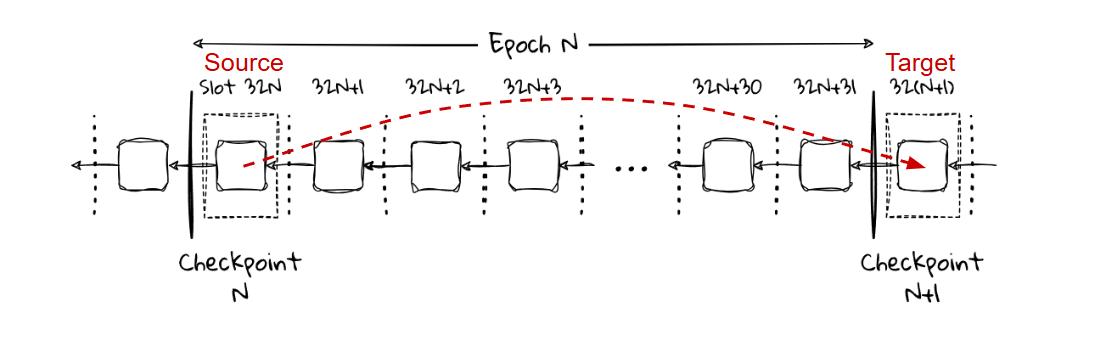 Epoch N
Source
Target
Slot 32N
32N+1
32N+2
32N+3
32N+30
32N+31
32(N+1)
...
Checkpoint
N
Checkpoint
N+1